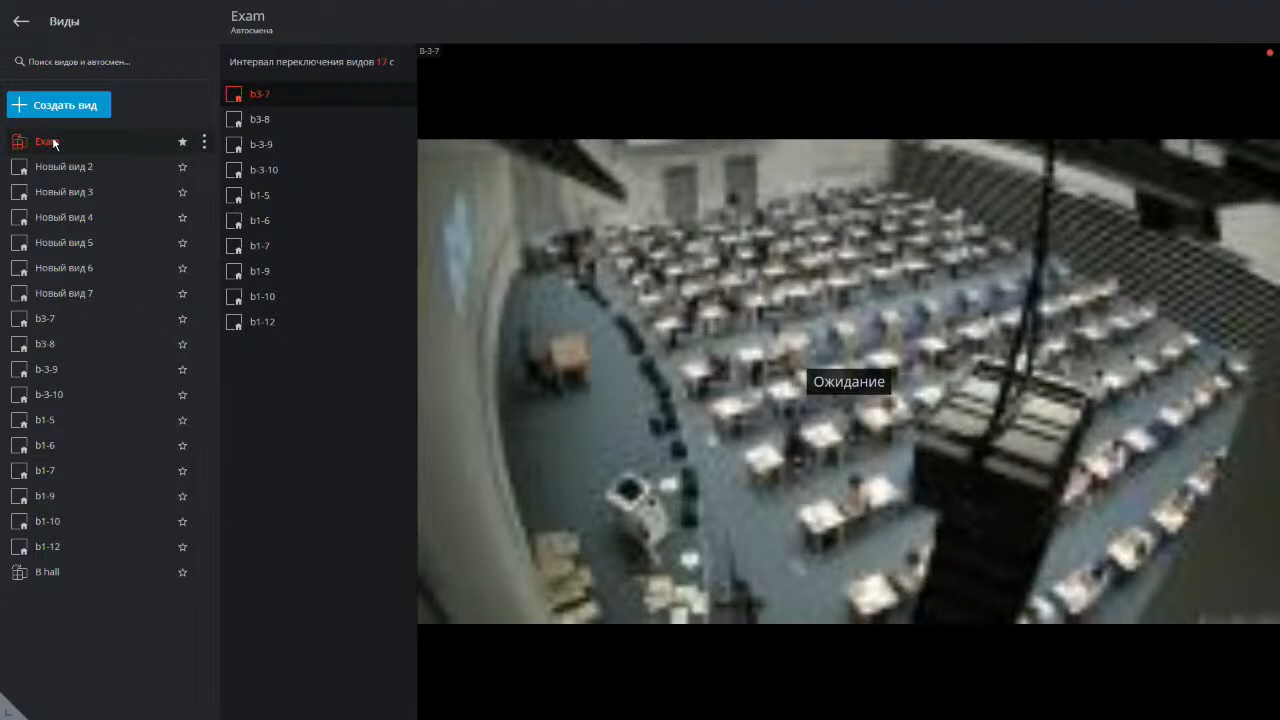 Виды
Поиск видов и автосмен...
Создать вид
Exam
Новый вид 2
Новый вид 3
Новый вид 4
Новый вид 5
Новый вид 6
Новый вид 7
b3-7
b3-8
b-3-9
b-3-10
b1-5
b1-6
b1-7
b1-9
b1-10
b1-12
B hall
Exam
Автосмена
Интервал переключения видов 17 с
b3-7
b3-8
b-3-9
b-3-10
b1-5
b1-6
b1-7
b1-9
b1-10
b1-12
B-3-7
Ожидание